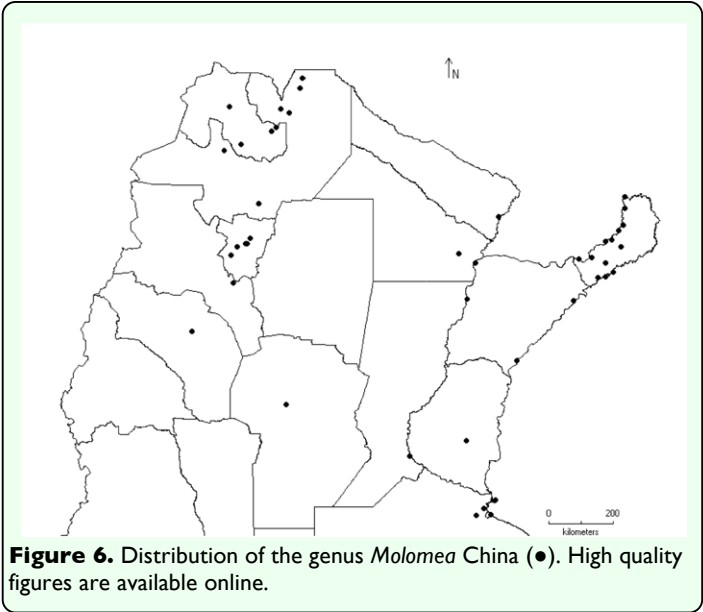 ↑N
0 200
kilometers
Figure 6. Distribution of the genus Molomea China (●). High quality
figures are available online.